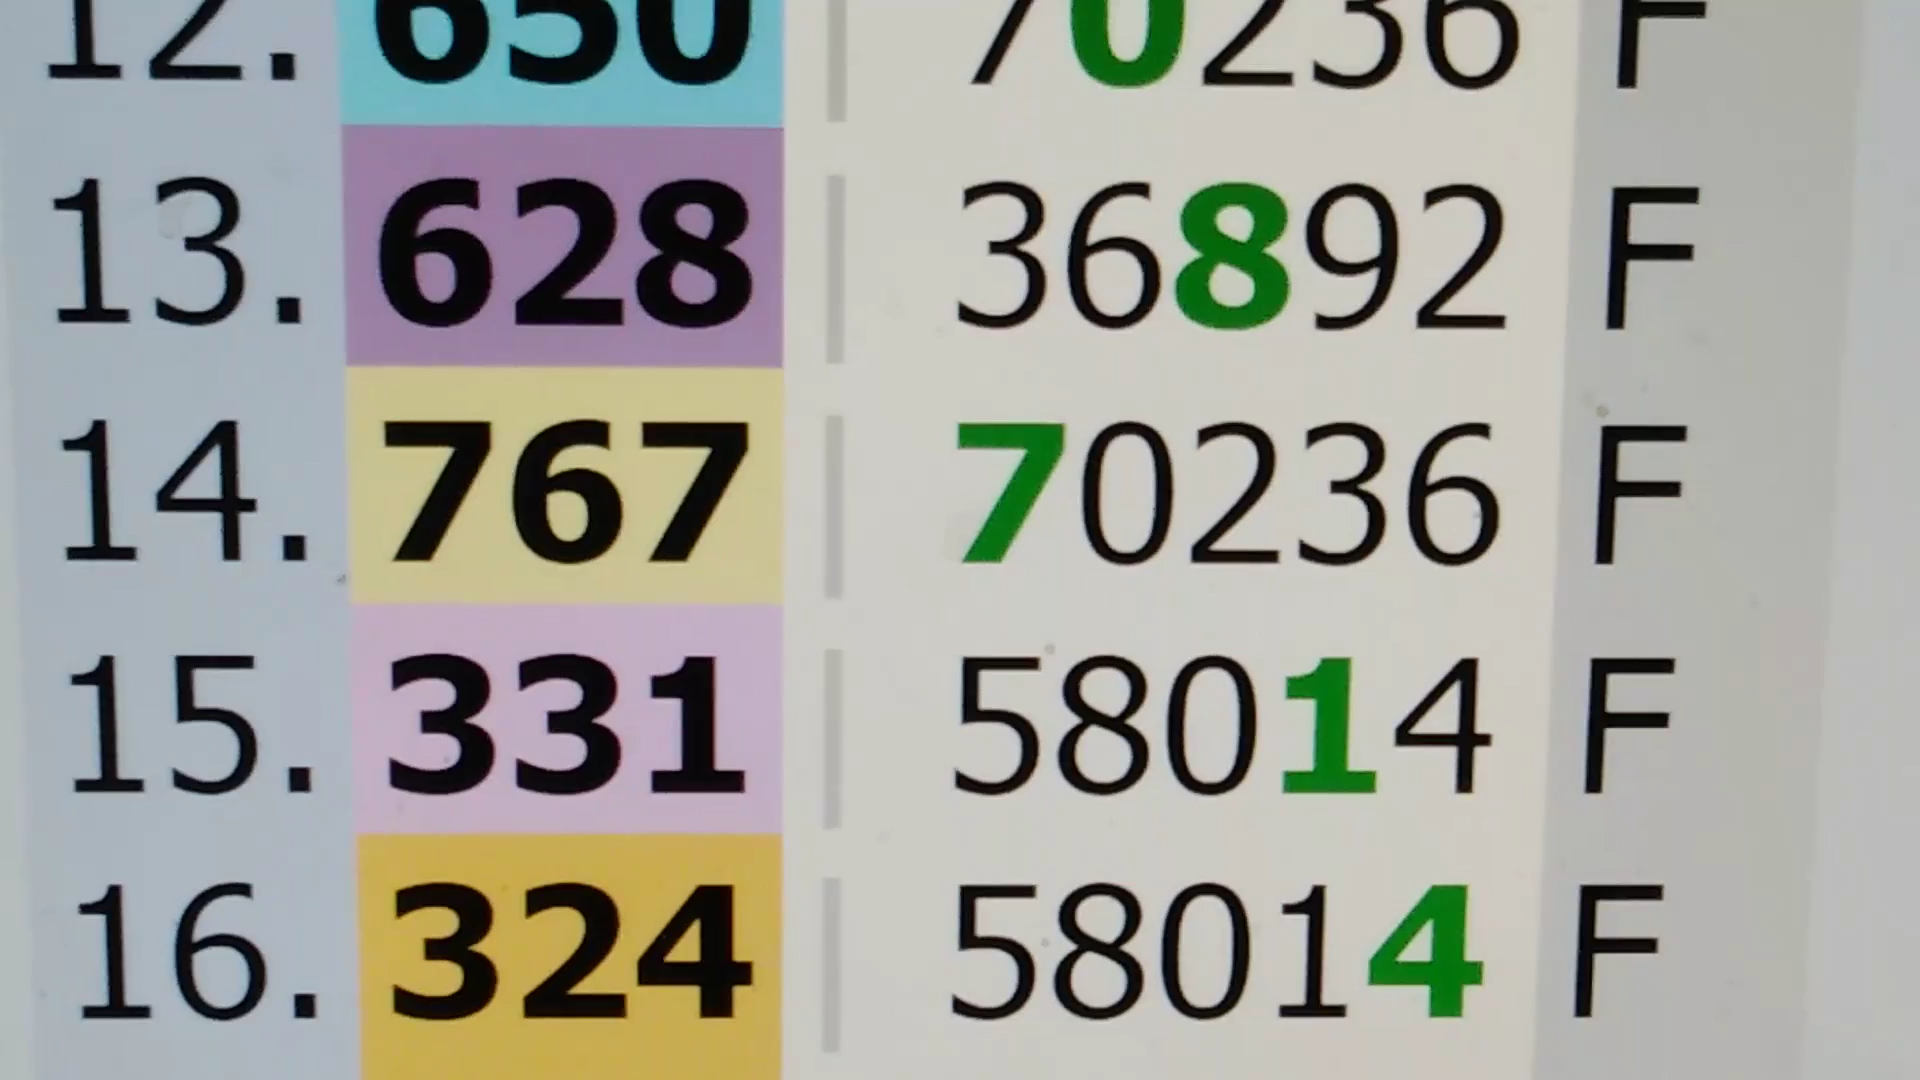 12. 650 | 70236 F
13. 628 | 36892 F
14. 767 | 70236 F
15. 331 | 58014 F
16. 324 | 58014 F